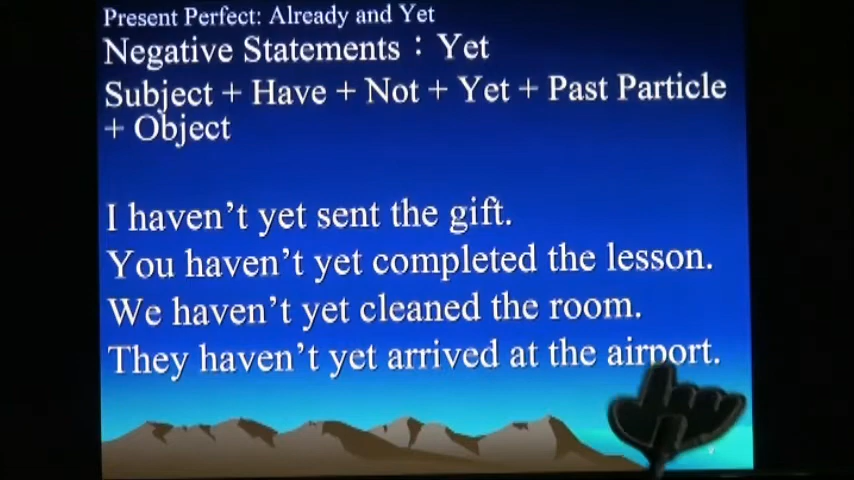 Present Perfect: Already and Yet
Negative Statements : Yet
Subject + Have + Not + Yet + Past Particle
+ Object
I haven't yet sent the gift.
You haven't yet completed the lesson.
We haven't yet cleaned the room.
They haven't yet arrived at the airport.